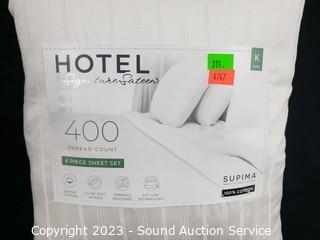 HOTEL
Signature Sateen
K
319-
4747
400
THREAD COUNT
6 PIECE SHEET SET
SUPIMA
100% COTTON
Copyright 2023 - Sound Auction Service